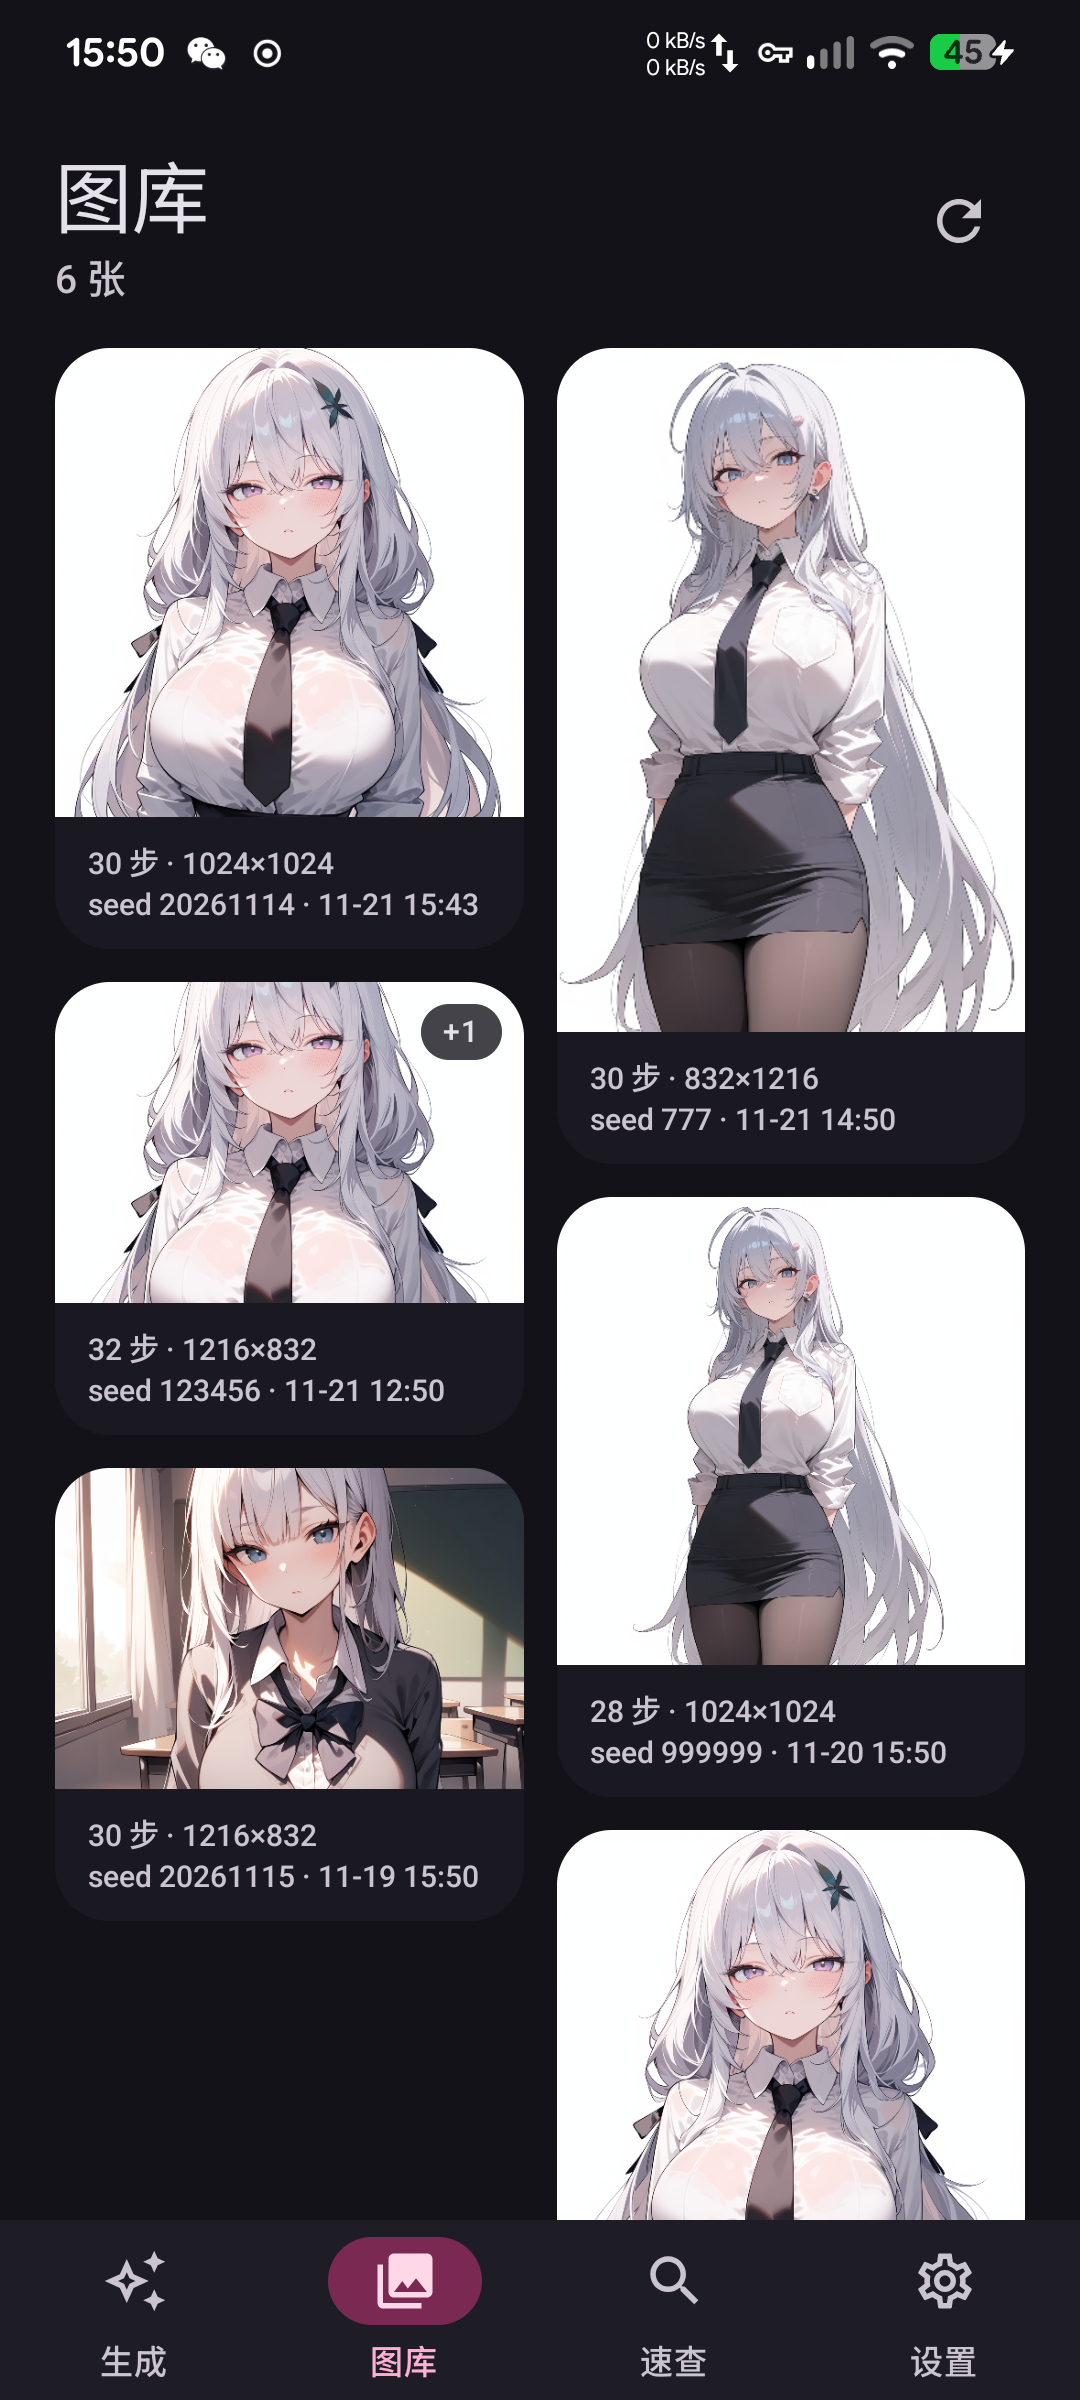 15:50
0 kB/s
0 kB/s
45
图库
6 张
30 步 · 1024×1024
seed 20261114 · 11-21 15:43
30 步 · 832×1216
seed 777 · 11-21 14:50
+1
32 步 · 1216×832
seed 123456 · 11-21 12:50
28 步 · 1024×1024
seed 999999 · 11-20 15:50
30 步 · 1216×832
seed 20261115 · 11-19 15:50
生成
图库
速查
设置